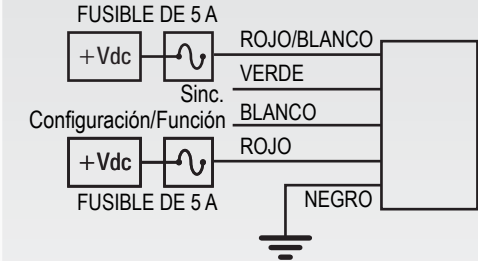 FUSIBLE DE 5 A
+Vdc
ROJO/BLANCO
VERDE
Sinc.
Configuración/Función
BLANCO
+Vdc
ROJO
FUSIBLE DE 5 A
NEGRO